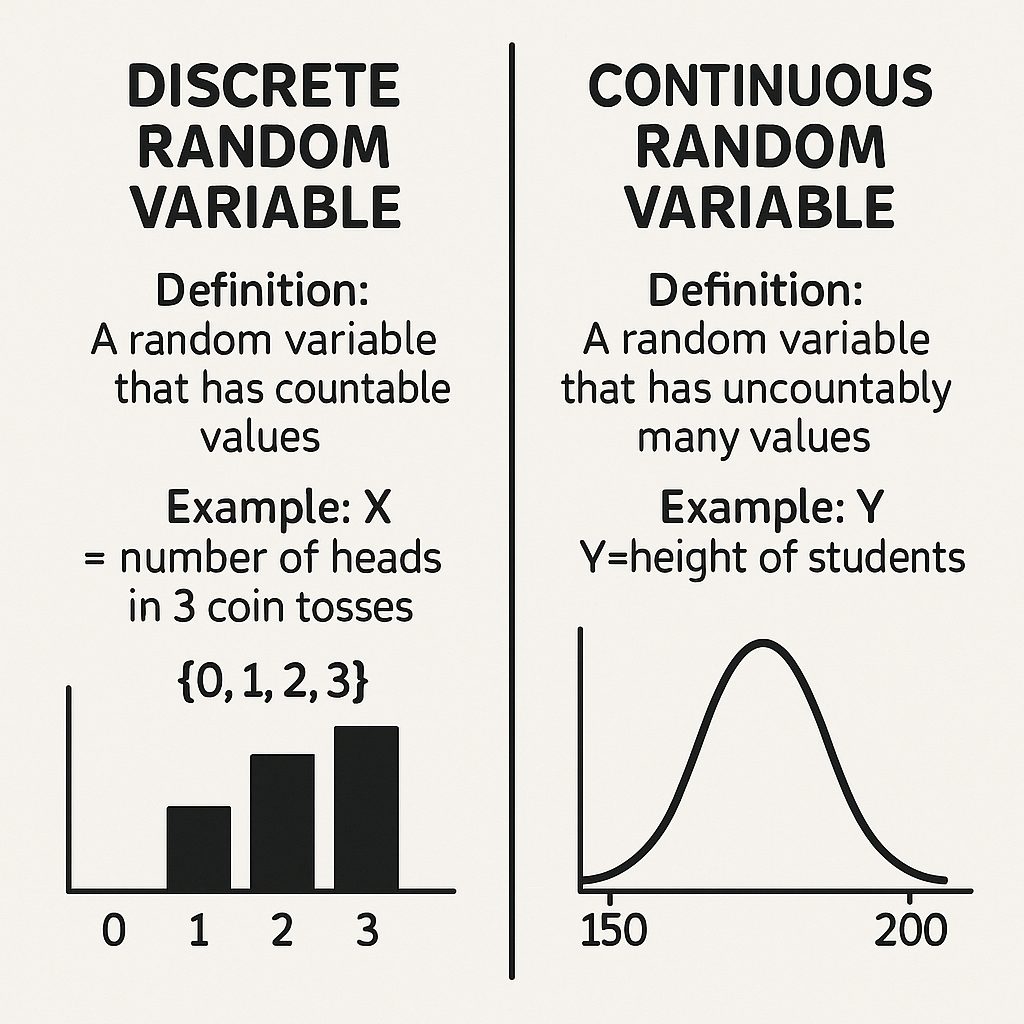 DISCRETE
RANDOM
VARIABLE
Definition:
A random variable
that has countable
values
Example: X
= number of heads
in 3 coin tosses
{0, 1, 2, 3}
0 1 2 3
CONTINUOUS
RANDOM
VARIABLE
Definition:
A random variable
that has uncountably
many values
Example: Y
Y=height of students
150 200